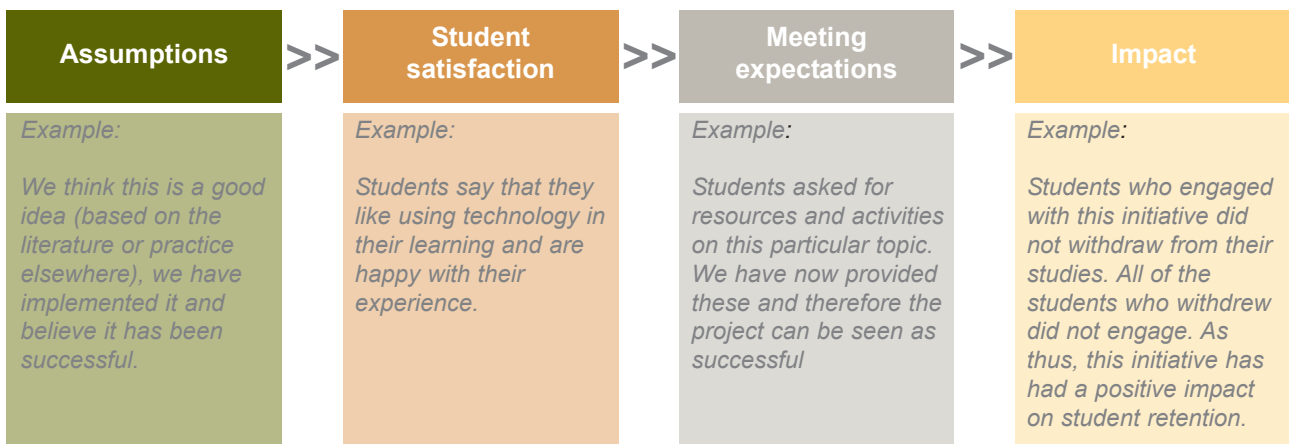 Assumptions
>>
Student
satisfaction
>>
Meeting
expectations
>>
Impact
Example:
We think this is a good
idea (based on the
literature or practice
elsewhere), we have
implemented it and
believe it has been
successful.
Example:
Students say that they
like using technology in
their learning and are
happy with their
experience.
Example:
Students asked for
resources and activities
on this particular topic.
We have now provided
these and therefore the
project can be seen as
successful
Example:
Students who engaged
with this initiative did
not withdraw from their
studies. All of the
students who withdrew
did not engage. As
thus, this initiative has
had a positive impact
on student retention.